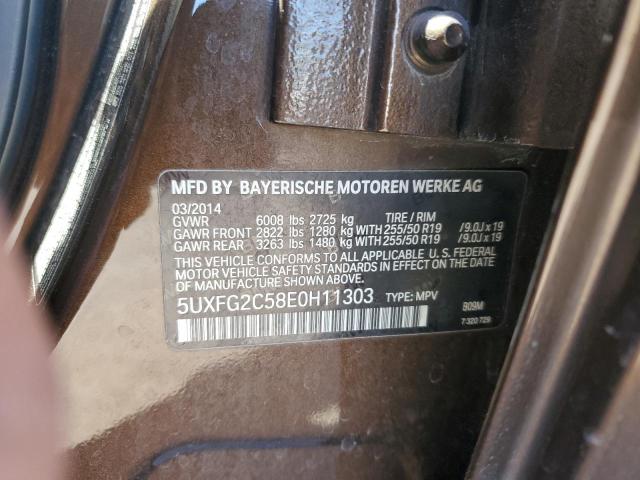 MFD BY BAYERISCHE MOTOREN WERKE AG
03/2014
GVWR 6008 lbs 2725 kg TIRE / RIM
GAWR FRONT 2822 lbs 1280 kg WITH 255/50 R19 /9.0J x 19
GAWR REAR 3263 lbs 1480 kg WITH 255/50 R19 /9.0J x 19
THIS VEHICLE CONFORMS TO ALL APPLICABLE U.S. FEDERAL
MOTOR VEHICLE SAFETY STANDARDS IN EFFECT ON THE DATE OF
MANUFACTURE SHOWN ABOVE.
5UXFG2C58E0H11303 TYPE: MPV B09M
7 320 729